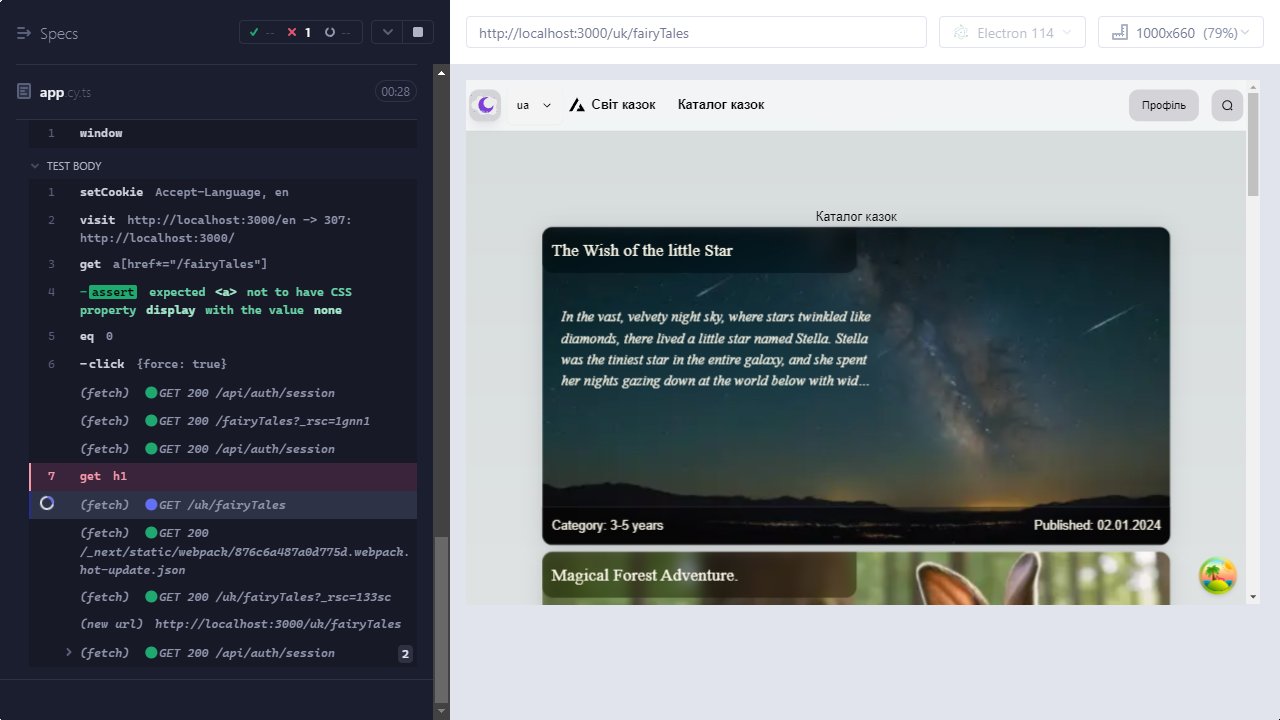 Specs
-- 1 --
app.cy.ts
00:28
1 window
TEST BODY
1 setCookie Accept-Language, en
2 visit http://localhost:3000/en -> 307:
http://localhost:3000/
3 get a[href*="/fairyTales"]
4 -assert expected <a> not to have CSS
property display with the value none
5 eq 0
6 -click {force: true}
(fetch) GET 200 /api/auth/session
(fetch) GET 200 /fairyTales?_rsc=1gnn1
(fetch) GET 200 /api/auth/session
7 get h1
(fetch) GET /uk/fairyTales
(fetch) GET 200
/_next/static/webpack/876c6a487a0d775d.webpack.
hot-update.json
(fetch) GET 200 /uk/fairyTales?_rsc=133sc
(new url) http://localhost:3000/uk/fairyTales
(fetch) GET 200 /api/auth/session 2
http://localhost:3000/uk/fairyTales
Electron 114
1000x660 (79%)
ua
Світ казок
Каталог казок
Профіль
Каталог казок
The Wish of the little Star
In the vast, velvety night sky, where stars twinkled like
diamonds, there lived a little star named Stella. Stella
was the tiniest star in the entire galaxy, and she spent
her nights gazing down at the world below with wid...
Category: 3-5 years
Published: 02.01.2024
Magical Forest Adventure.